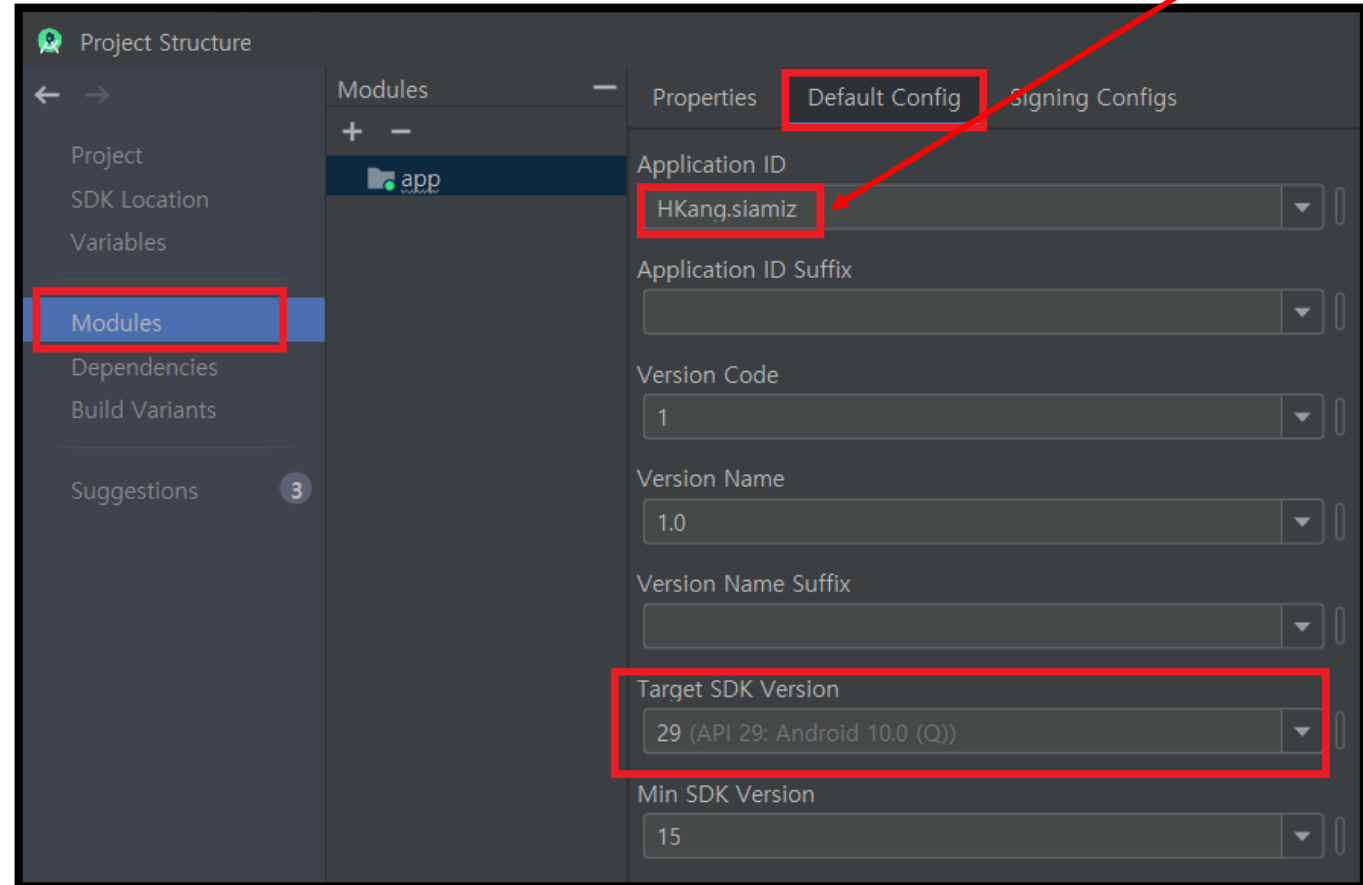 Project Structure
Project
SDK Location
Variables
Modules
Dependencies
Build Variants
Suggestions 3
Modules
app
Properties Default Config Signing Configs
Application ID
HKang.siamiz
Application ID Suffix
Version Code
1
Version Name
1.0
Version Name Suffix
Target SDK Version
29 (API 29: Android 10.0 (Q))
Min SDK Version
15